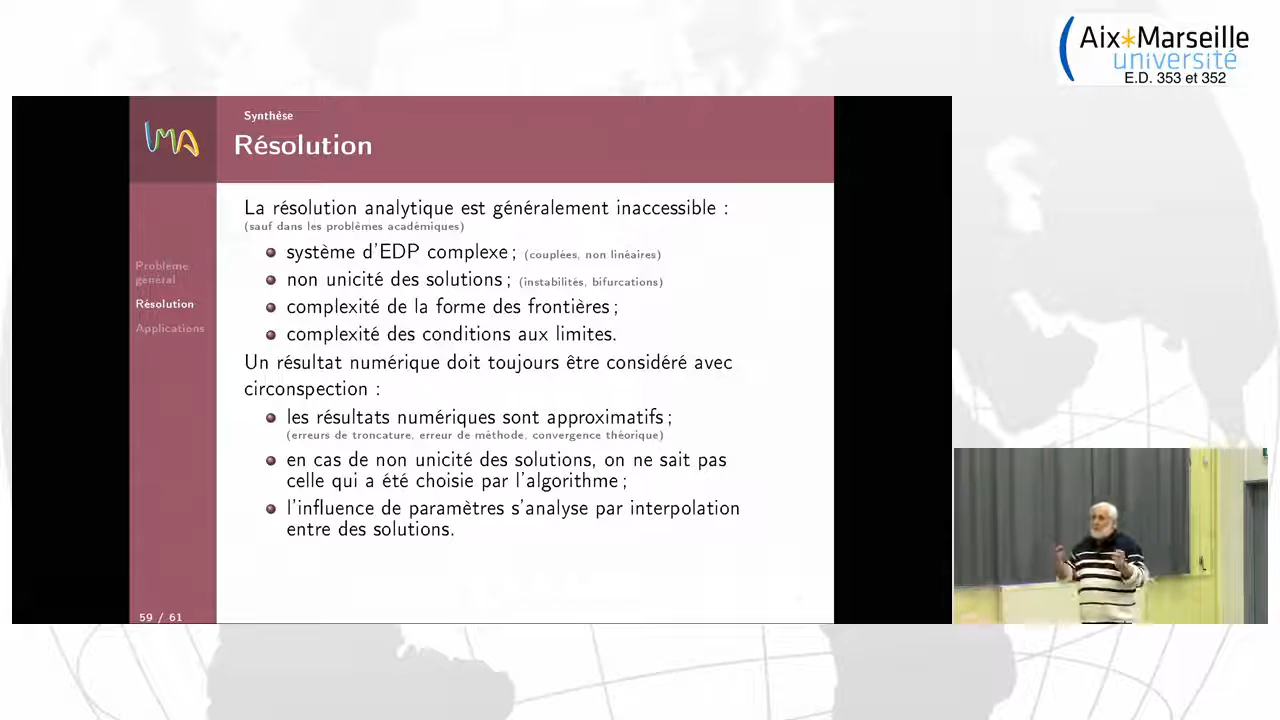 Aix*Marseille
université
E.D. 353 et 352
LMA
Synthèse
Résolution
Problème
général
Résolution
Applications
La résolution analytique est généralement inaccessible :
(sauf dans les problèmes académiques)
système d'EDP complexe ; (couplées, non linéaires)
non unicité des solutions ; (instabilités, bifurcations)
complexité de la forme des frontières ;
complexité des conditions aux limites.
Un résultat numérique doit toujours être considéré avec
circonspection :
les résultats numériques sont approximatifs ;
(erreurs de troncature, erreur de méthode, convergence théorique)
en cas de non unicité des solutions, on ne sait pas
celle qui a été choisie par l'algorithme ;
l'influence de paramètres s'analyse par interpolation
entre des solutions.
59 / 61